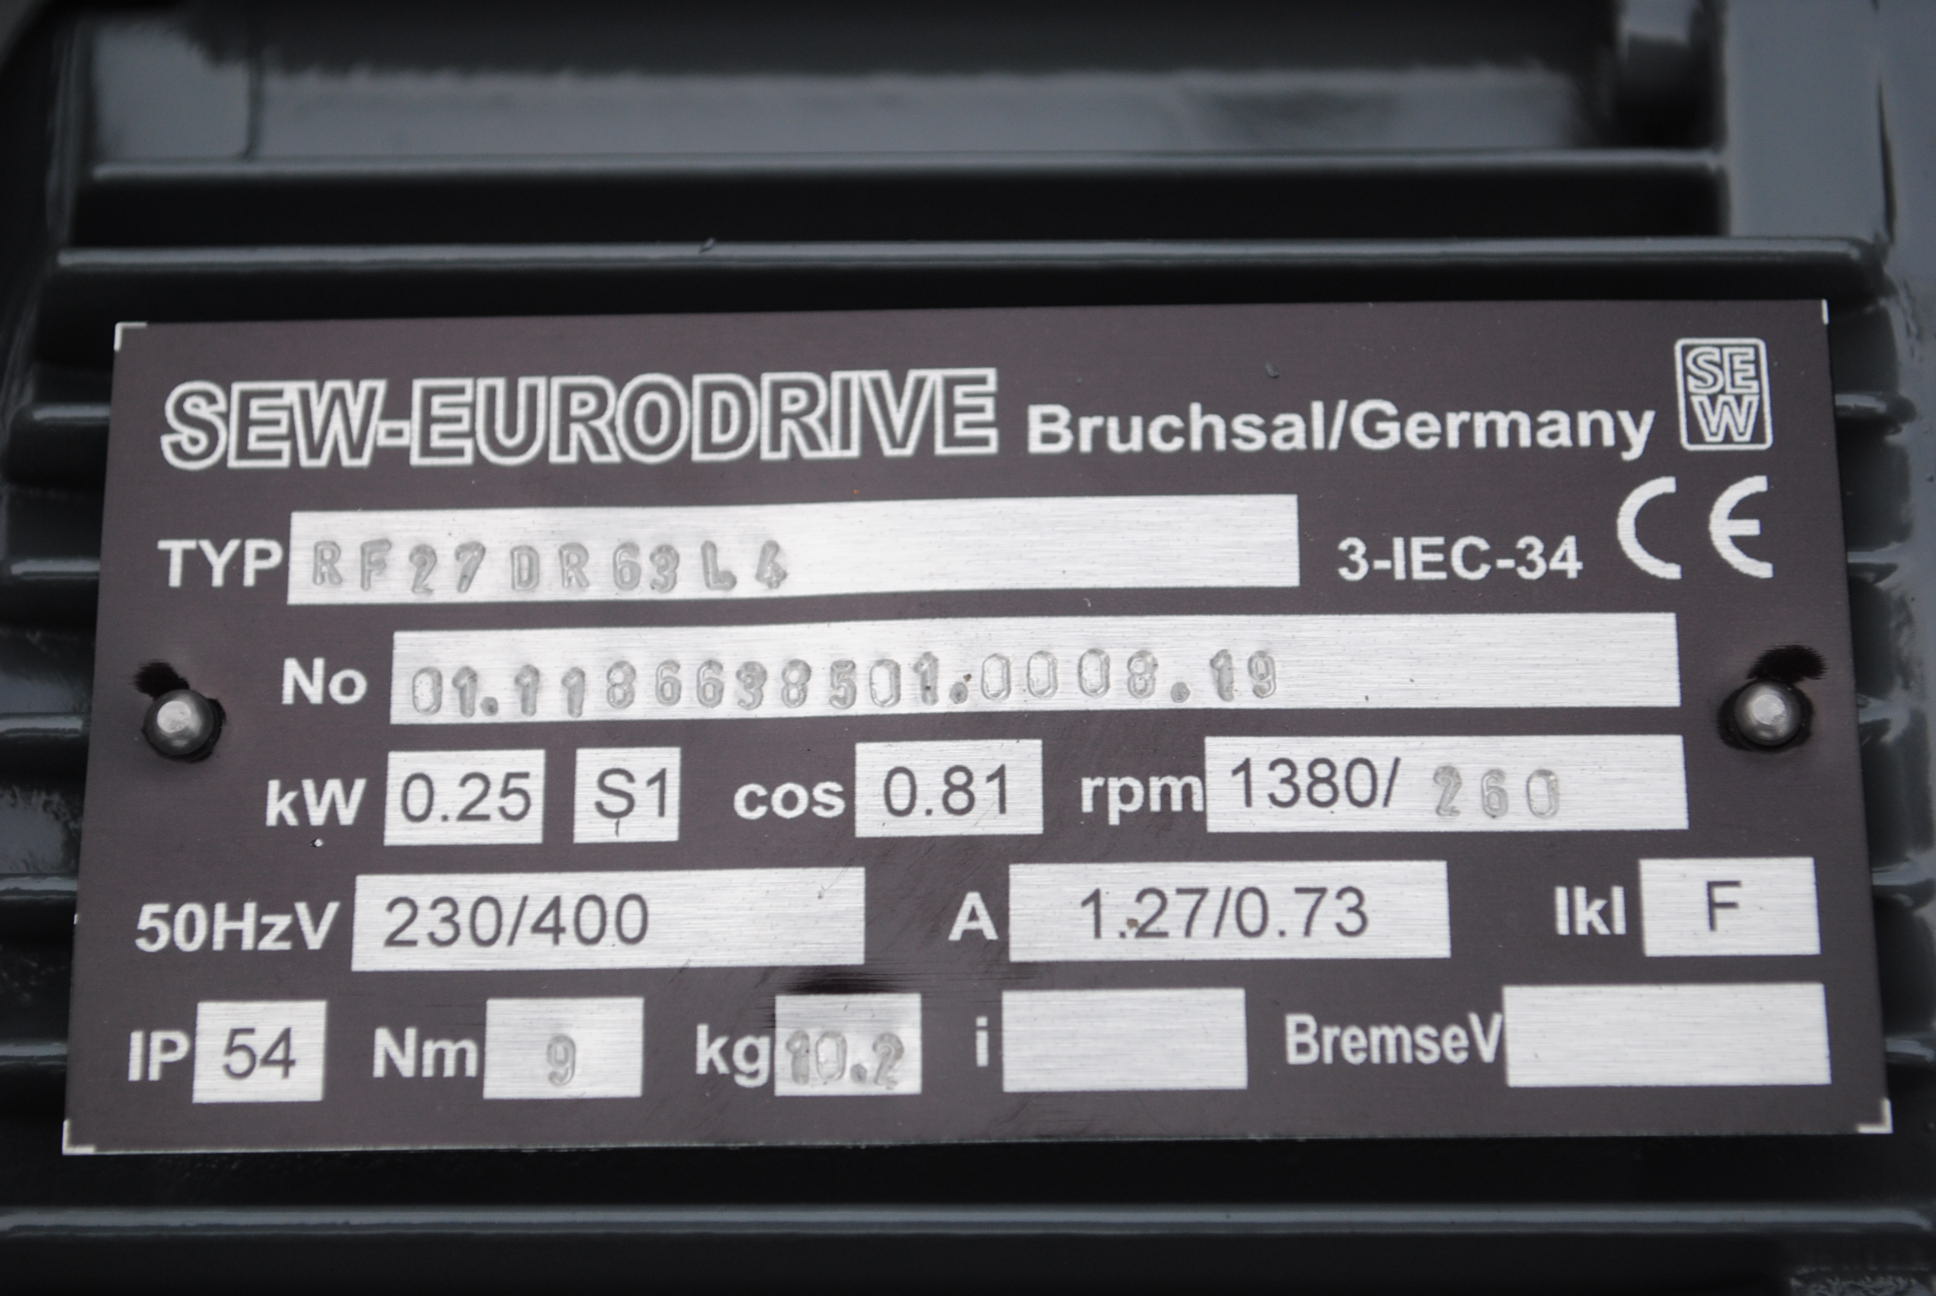 SEW-EURODRIVE Bruchsal/Germany SEW
TYP RF27DR63L4 3-IEC-34 CE
No 01.1186638501.0008.19
kW 0.25 S1 cos 0.81 rpm 1380/ 260
50HzV 230/400 A 1.27/0.73 Ikl F
IP 54 Nm 9 kg 10.2 i BremseV